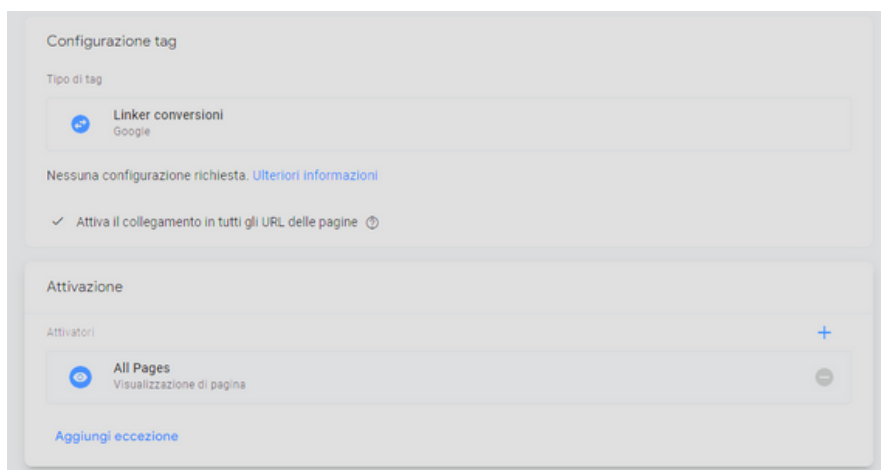 Configurazione tag
Tipo di tag
Linker conversioni
Google
Nessuna configurazione richiesta. Ulteriori informazioni
Attiva il collegamento in tutti gli URL delle pagine
Attivazione
Attivatori
All Pages
Visualizzazione di pagina
Aggiungi eccezione